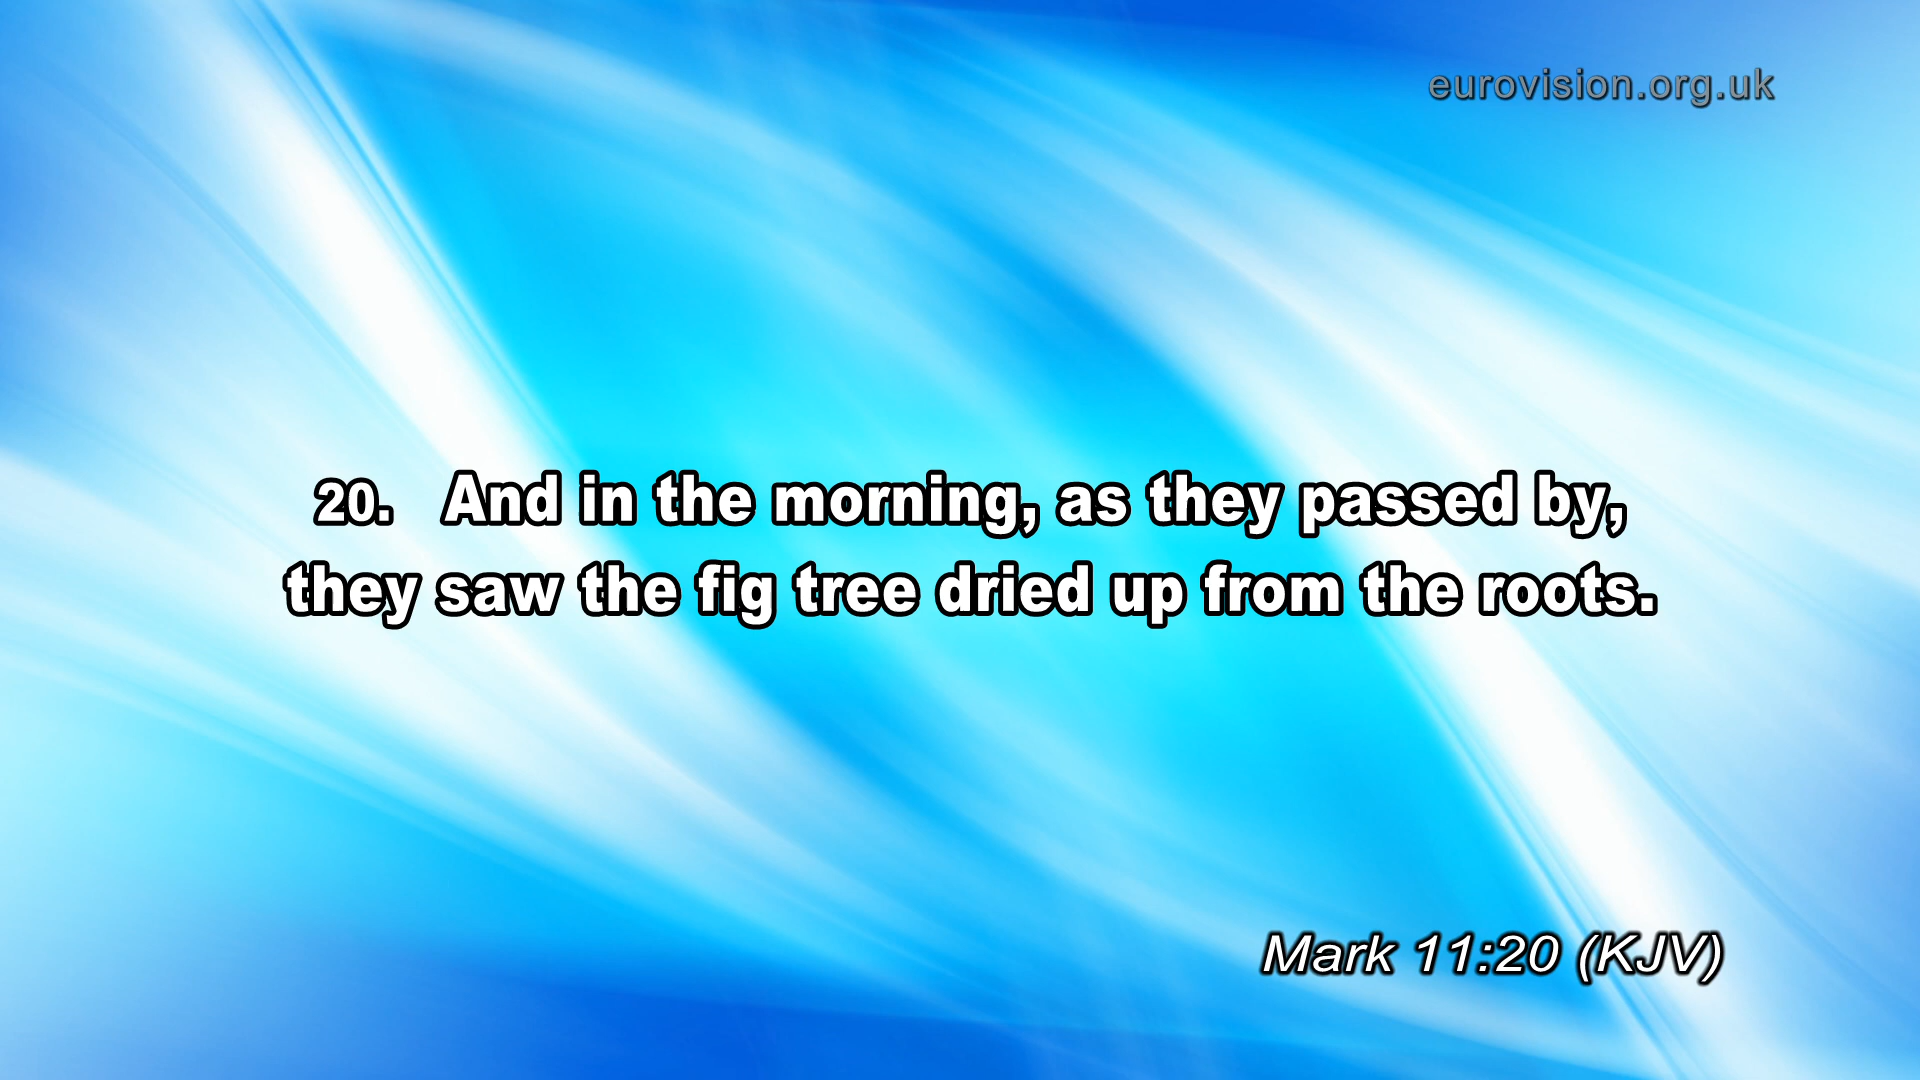 eurovision.org.uk
20. And in the morning, as they passed by,
they saw the fig tree dried up from the roots.
Mark 11:20 (KJV)